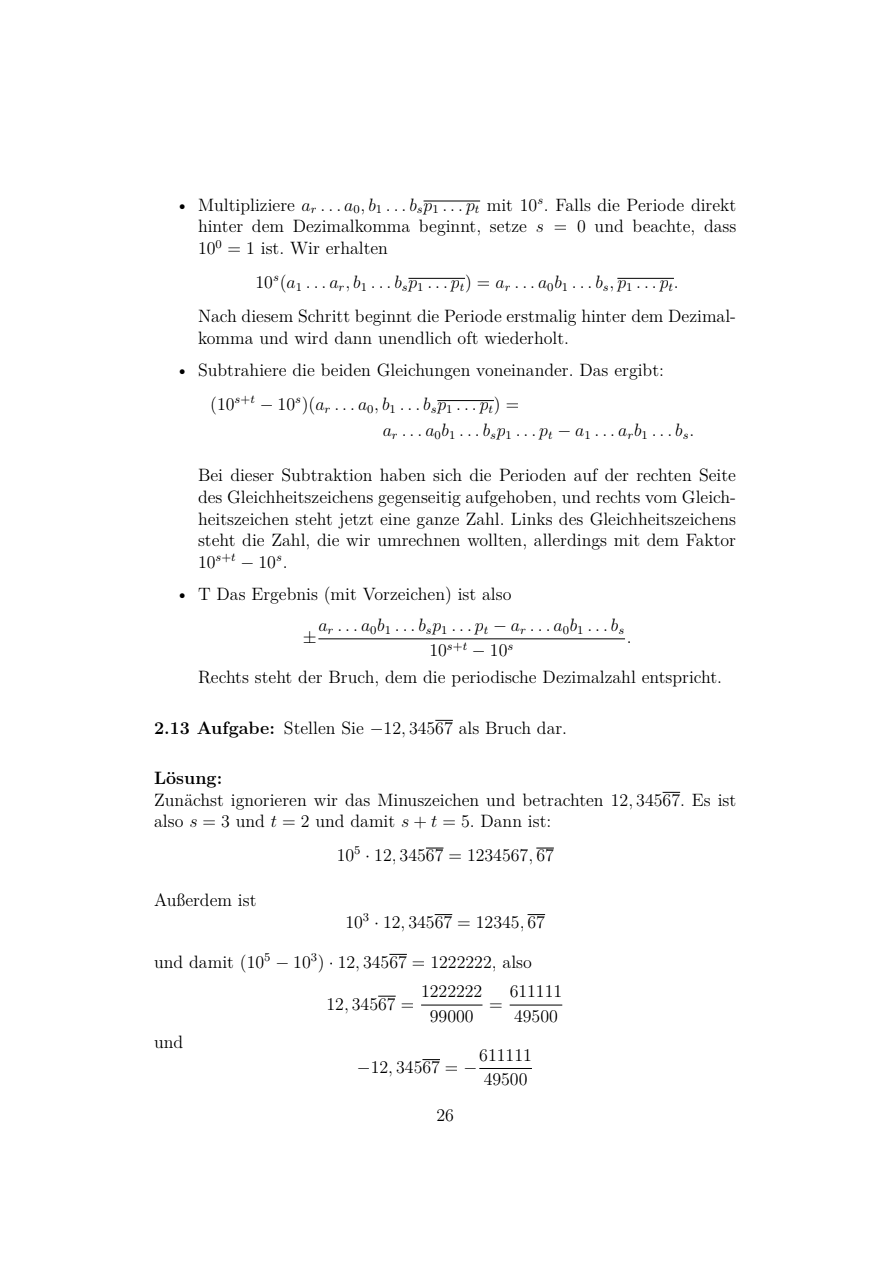 • Multipliziere $a_r \ldots a_0, b_1 \ldots b_s\overline{p_1 \ldots p_t}$ mit $10^s$. Falls die Periode direkt
hinter dem Dezimalkomma beginnt, setze $s = 0$ und beachte, dass
$10^0 = 1$ ist. Wir erhalten
$10^s(a_1 \ldots a_r, b_1 \ldots b_s\overline{p_1 \ldots p_t}) = a_r \ldots a_0b_1 \ldots b_s, \overline{p_1 \ldots p_t}.$
Nach diesem Schritt beginnt die Periode erstmalig hinter dem Dezimal-
komma und wird dann unendlich oft wiederholt.
• Subtrahiere die beiden Gleichungen voneinander. Das ergibt:
$(10^{s+t} - 10^s)(a_r \ldots a_0, b_1 \ldots b_s\overline{p_1 \ldots p_t}) =$
$a_r \ldots a_0b_1 \ldots b_sp_1 \ldots p_t - a_1 \ldots a_rb_1 \ldots b_s.$
Bei dieser Subtraktion haben sich die Perioden auf der rechten Seite
des Gleichheitszeichens gegenseitig aufgehoben, und rechts vom Gleich-
heitszeichen steht jetzt eine ganze Zahl. Links des Gleichheitszeichens
steht die Zahl, die wir umrechnen wollten, allerdings mit dem Faktor
$10^{s+t} - 10^s$.
• T Das Ergebnis (mit Vorzeichen) ist also
$\pm\frac{a_r \ldots a_0b_1 \ldots b_sp_1 \ldots p_t - a_r \ldots a_0b_1 \ldots b_s}{10^{s+t} - 10^s}.$
Rechts steht der Bruch, dem die periodische Dezimalzahl entspricht.
2.13 Aufgabe: Stellen Sie $-12, 345\overline{67}$ als Bruch dar.
Lösung:
Zunächst ignorieren wir das Minuszeichen und betrachten $12, 345\overline{67}$. Es ist
also $s = 3$ und $t = 2$ und damit $s + t = 5$. Dann ist:
$10^5 \cdot 12, 345\overline{67} = 1234567, \overline{67}$
Außerdem ist
$10^3 \cdot 12, 345\overline{67} = 12345, \overline{67}$
und damit $(10^5 - 10^3) \cdot 12, 345\overline{67} = 1222222$, also
$12, 345\overline{67} = \frac{1222222}{99000} = \frac{611111}{49500}$
und
$-12, 345\overline{67} = -\frac{611111}{49500}$
26